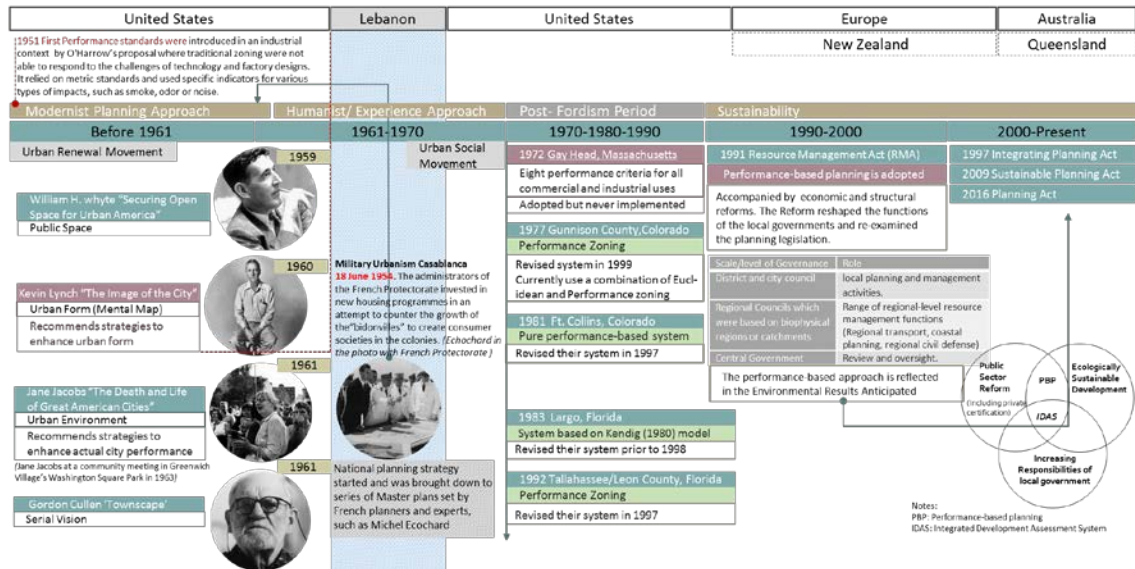 United States
Lebanon
United States
Europe
Australia
New Zealand
Queensland
1951 First Performance standards were introduced in an industrial
context by O'Harrow's proposal where traditional zoning were not
able to respond to the challenges of technology and factory designs.
It relied on metric standards and used specific indicators for various
types of impacts, such as smoke, odor or noise.
Modernist Planning Approach
Humanist/ Experience Approach
Post- Fordism Period
Sustainability
Before 1961
1961-1970
1970-1980-1990
1990-2000
2000-Present
Urban Renewal Movement
1959
William H. whyte "Securing Open
Space for Urban America"
Public Space
1960
Kevin Lynch "The Image of the City"
Urban Form (Mental Map)
Recommends strategies to
enhance urban form
1961
Jane Jacobs "The Death and Life
of Great American Cities"
Urban Environment
Recommends strategies to
enhance actual city performance
(Jane Jacobs at a community meeting in Greenwich
Village's Washington Square Park in 1963)
1961
Gordon Cullen 'Townscape'
Serial Vision
Urban Social
Movement
Military Urbanism Casablanca
18 June 1954. The administrators of
the French Protectorate invested in
new housing programmes in an
attempt to counter the growth of
the"bidonvilles" to create consumer
societies in the colonies. (Echochard in
the photo with French Protectorate )
National planning strategy
started and was brought down to
series of Master plans set by
French planners and experts,
such as Michel Ecochard
1972 Gay Head, Massachusetts
Eight performance criteria for all
commercial and industrial uses
Adopted but never implemented
1977 Gunnison County,Colorado
Performance Zoning
Revised system in 1999
Currently use a combination of Eucl-
idean and Performance zoning
1981 Ft. Collins, Colorado
Pure performance-based system
Revised their system in 1997
1983 Largo, Florida
System based on Kendig (1980) model
Revised their system prior to 1998
1992 Tallahassee/Leon County, Florida
Performance Zoning
Revised their system in 1997
1991 Resource Management Act (RMA)
Performance-based planning is adopted
Accompanied by economic and structural
reforms. The Reform reshaped the functions
of the local governments and re-examined
the planning legislation.
Scale/level of Governance
Role
District and city council
local planning and management
activities.
Regional Councils which
were based on biophysical
regions or catchments
Range of regional-level resource
management functions
(Regional transport, coastal
planning, regional civil defense)
Central Government
Review and oversight.
The performance-based approach is reflected
in the Environmental Results Anticipated
1997 Integrating Planning Act
2009 Sustainable Planning Act
2016 Planning Act
Public
Sector
Reform
(Including private
certification)
PBP
Ecologically
Sustainable
Development
IDAS
Increasing
Responsibilities of
local government
Notes:
PBP: Performance-based planning
IDAS: Integrated Development Assessment System